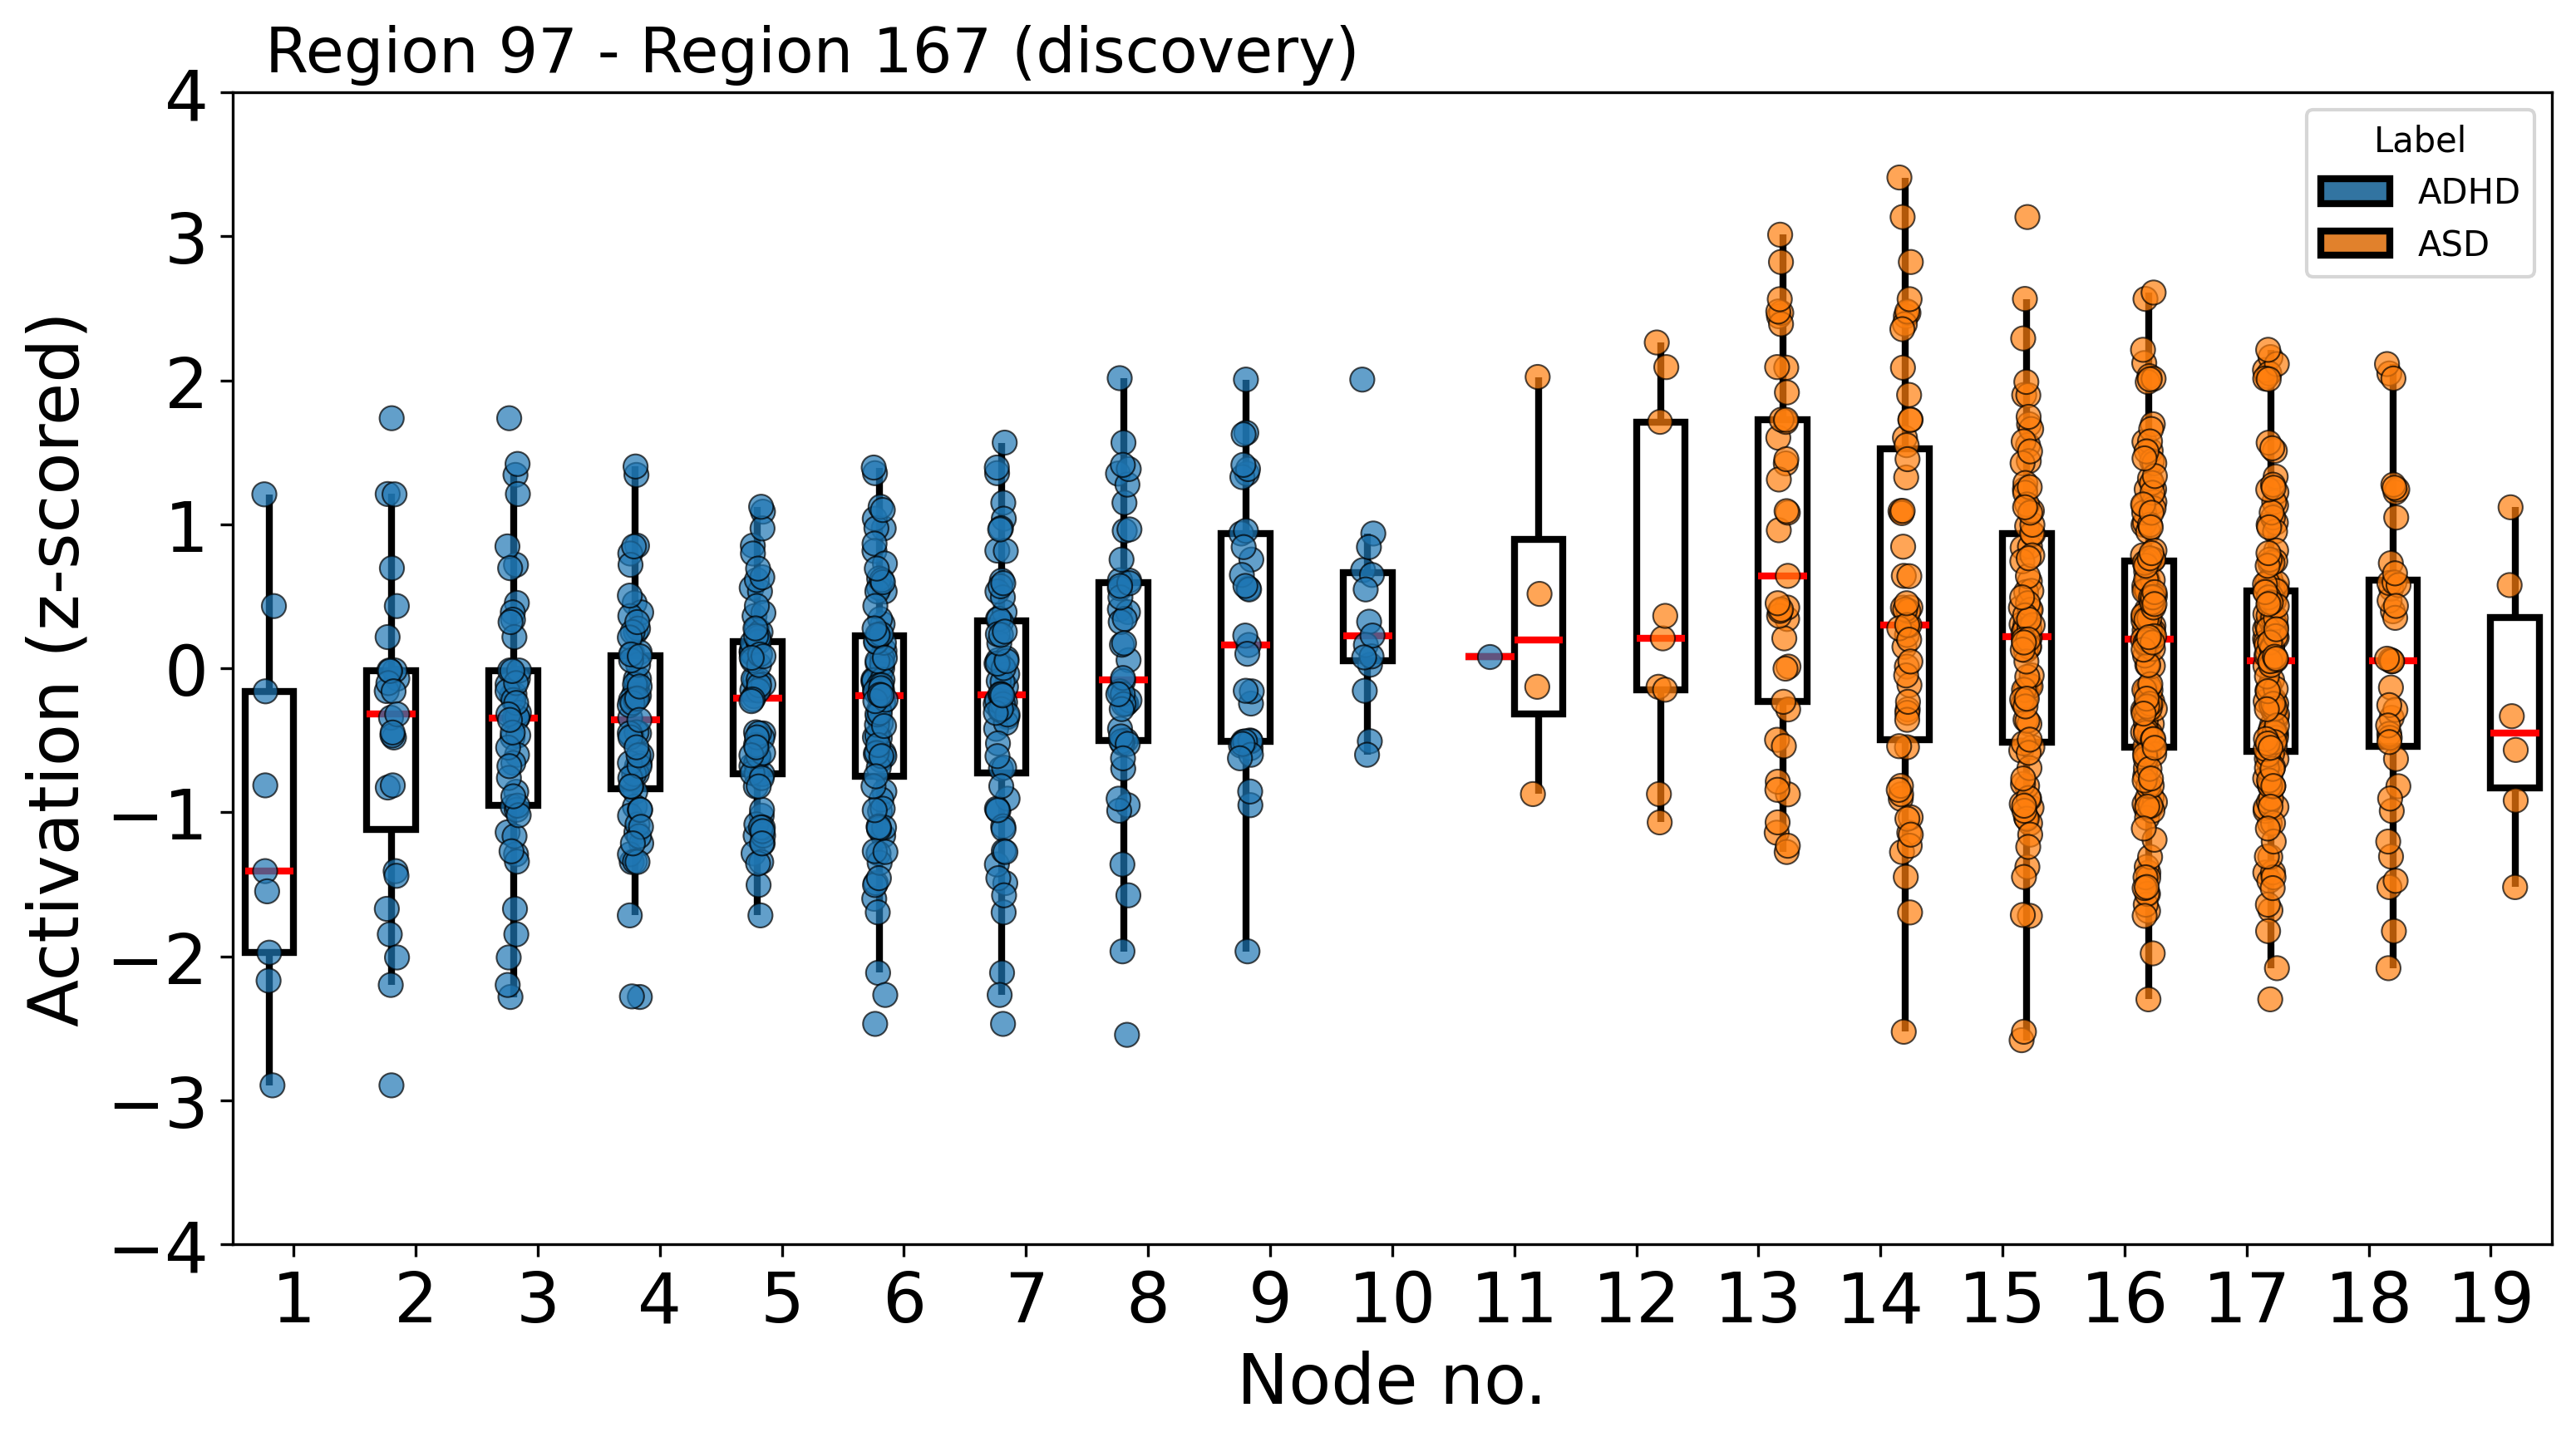 Region 97 - Region 167 (discovery)
Label
ADHD
ASD
Activation (z-scored)
4
3
2
1
0
−1
−2
−3
−4
1 2 3 4 5 6 7 8 9 10 11 12 13 14 15 16 17 18 19
Node no.